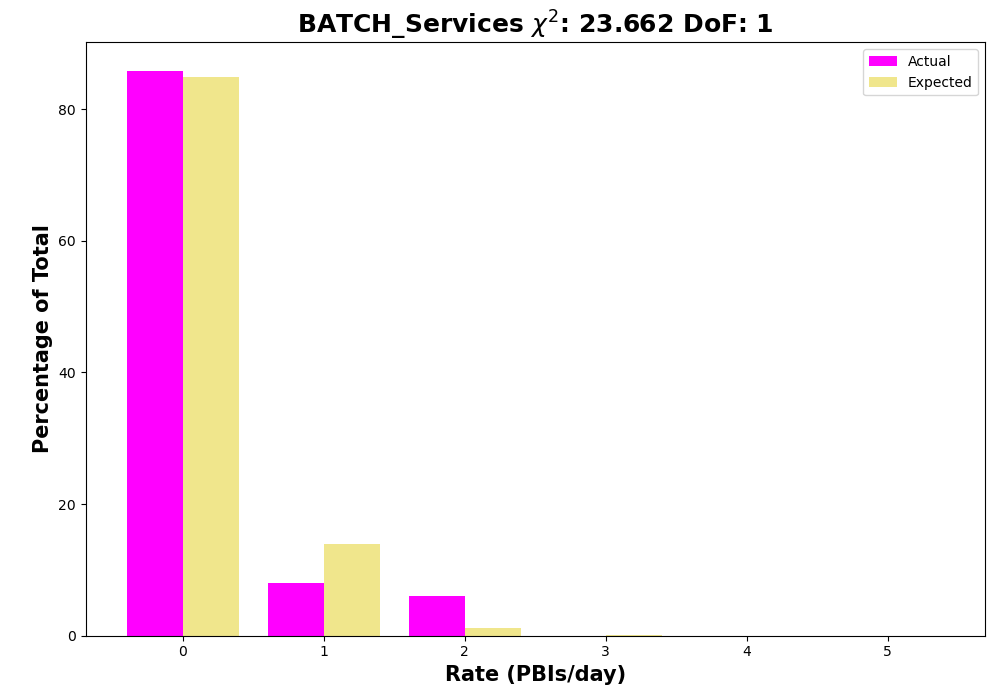 BATCH_Services χ²: 23.662 DoF: 1
Actual
Expected
Percentage of Total
80
60
40
20
0
0 1 2 3 4 5
Rate (PBIs/day)